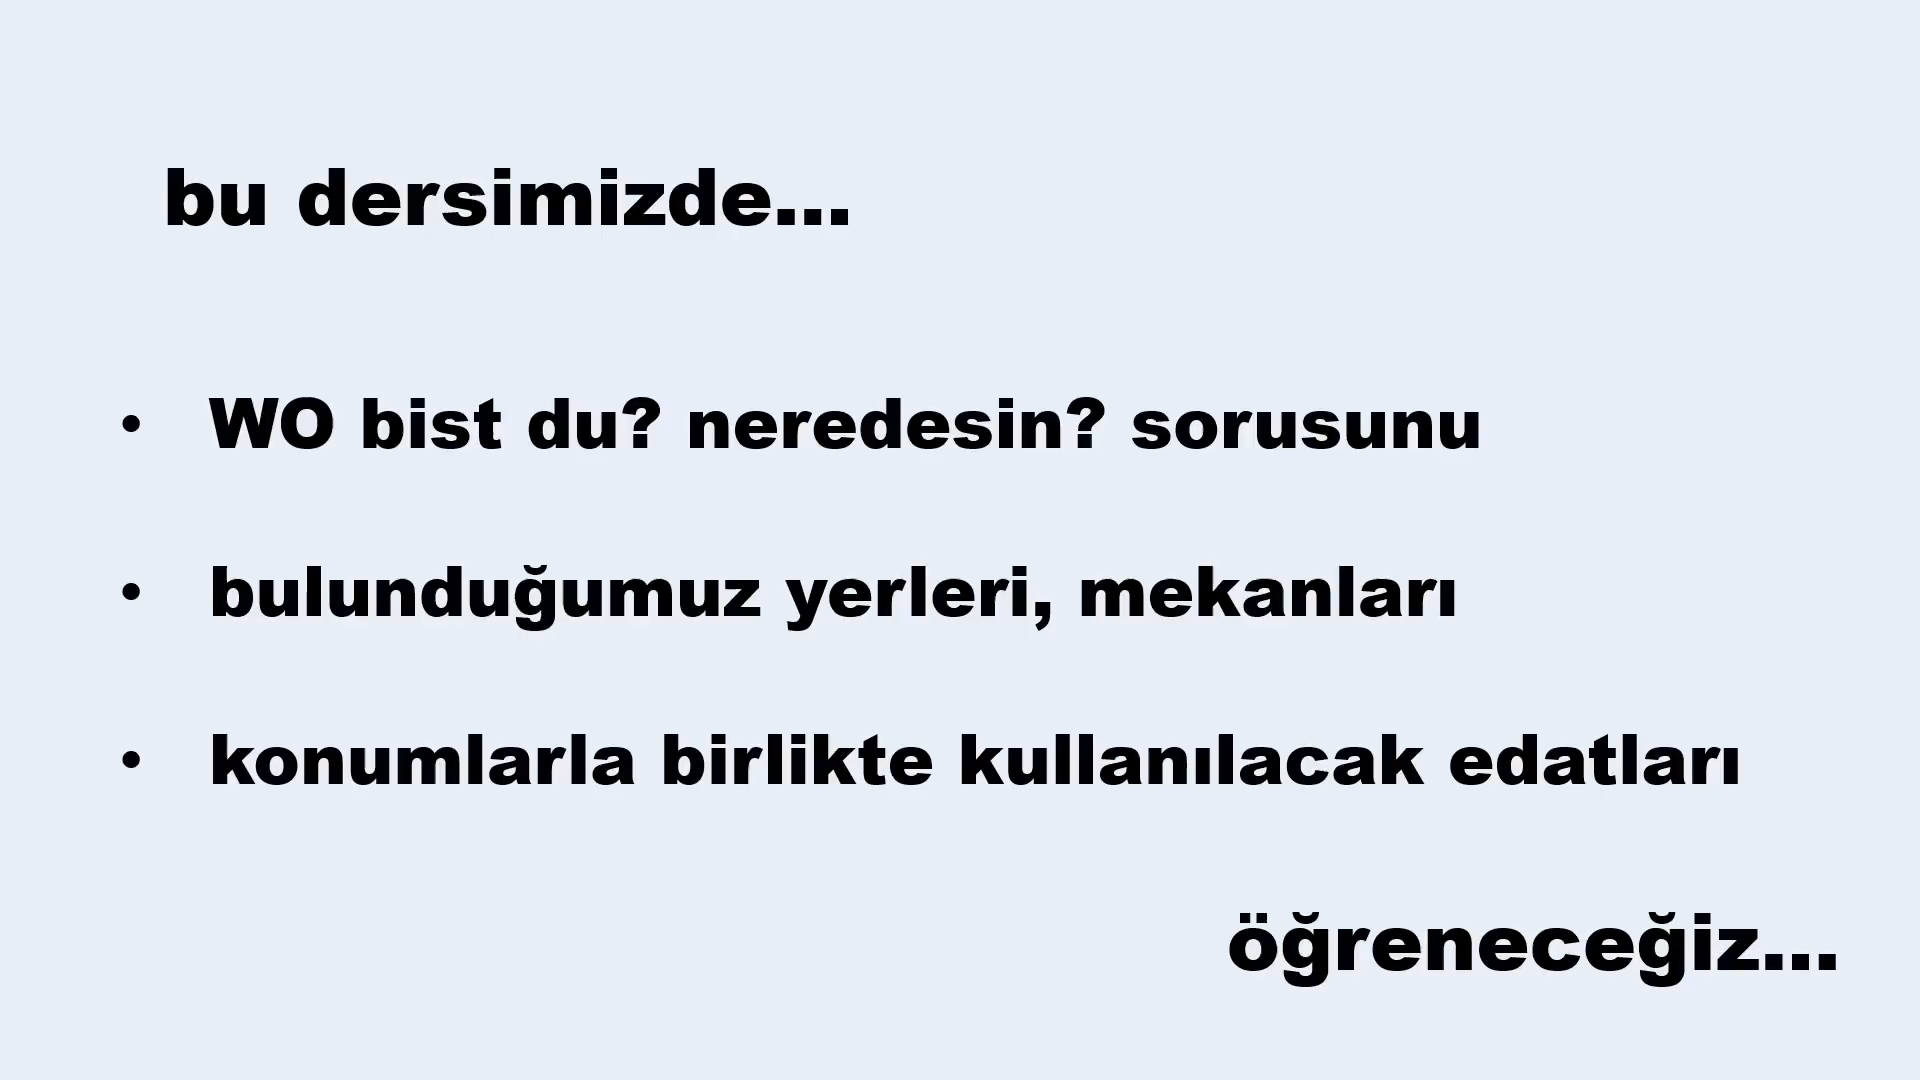 bu dersimizde...
• WO bist du? neredesin? sorusunu
• bulunduğumuz yerleri, mekanları
• konumlarla birlikte kullanılacak edatları
öğreneceğiz...